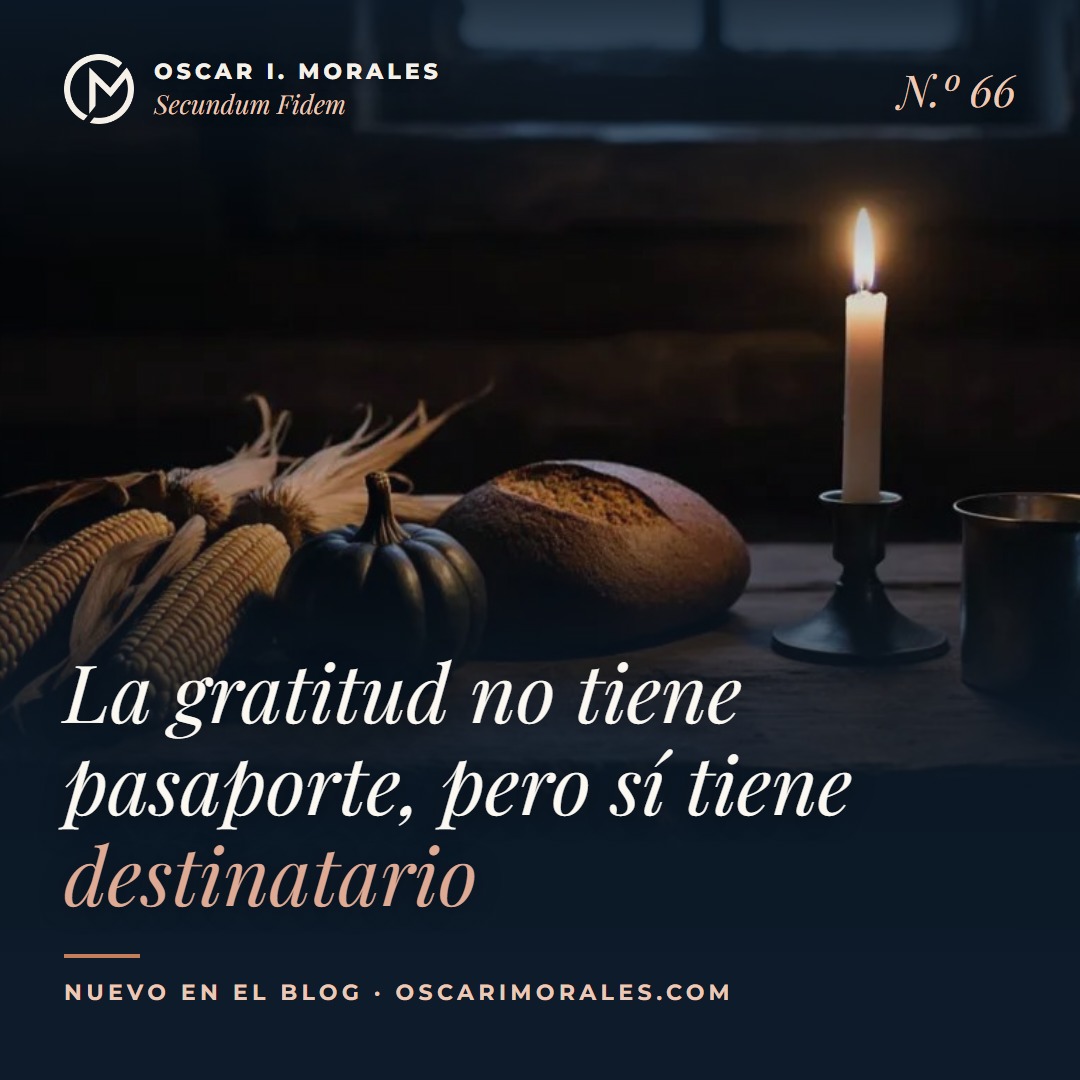 OSCAR I. MORALES
Secundum Fidem
N.º 66
La gratitud no tiene
pasaporte, pero sí tiene
destinatario
NUEVO EN EL BLOG · OSCARIMORALES.COM